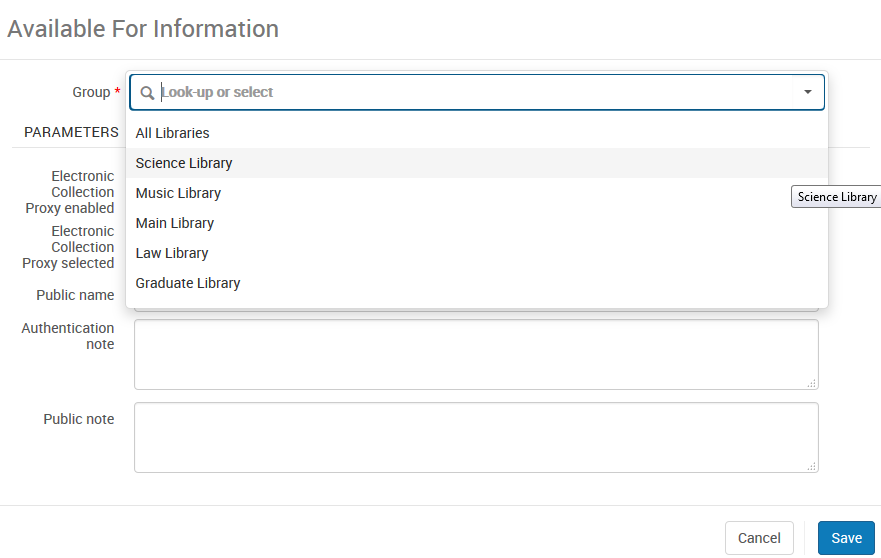 Available For Information
Group *
Look-up or select
PARAMETERS
All Libraries
Science Library
Music Library
Main Library
Law Library
Graduate Library
Science Library
Electronic
Collection
Proxy enabled
Electronic
Collection
Proxy selected
Public name
Authentication
note
Public note
Cancel
Save